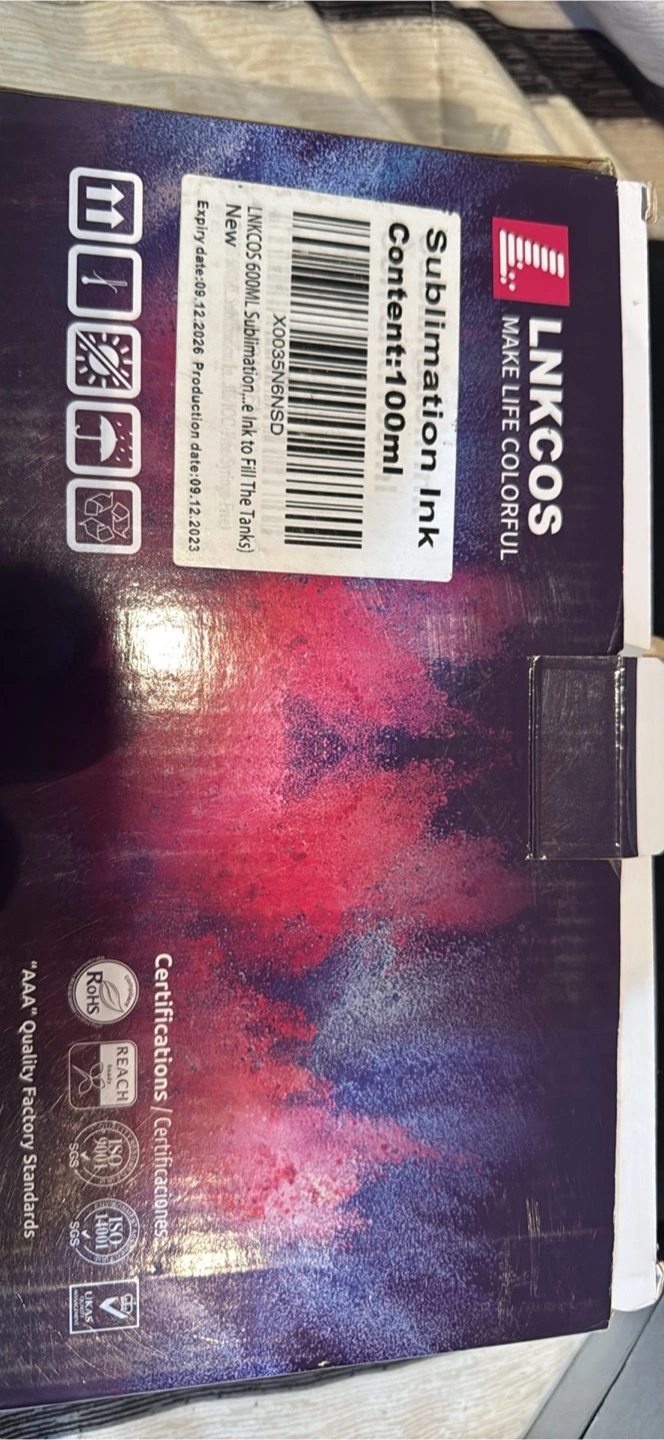 LNKCOS
MAKE LIFE COLORFUL
Sublimation Ink
Content:100ml
X0035N6NSD
LNKCOS 600ML Sublimation...e Ink to Fill The Tanks)
New
Expiry date:09.12.2026 Production date:09.12.2023
Certifications / Certificaciones
RoHS
REACH
ISO
9001
SGS
ISO
14001
SGS
UKAS
"AAA" Quality Factory Standards